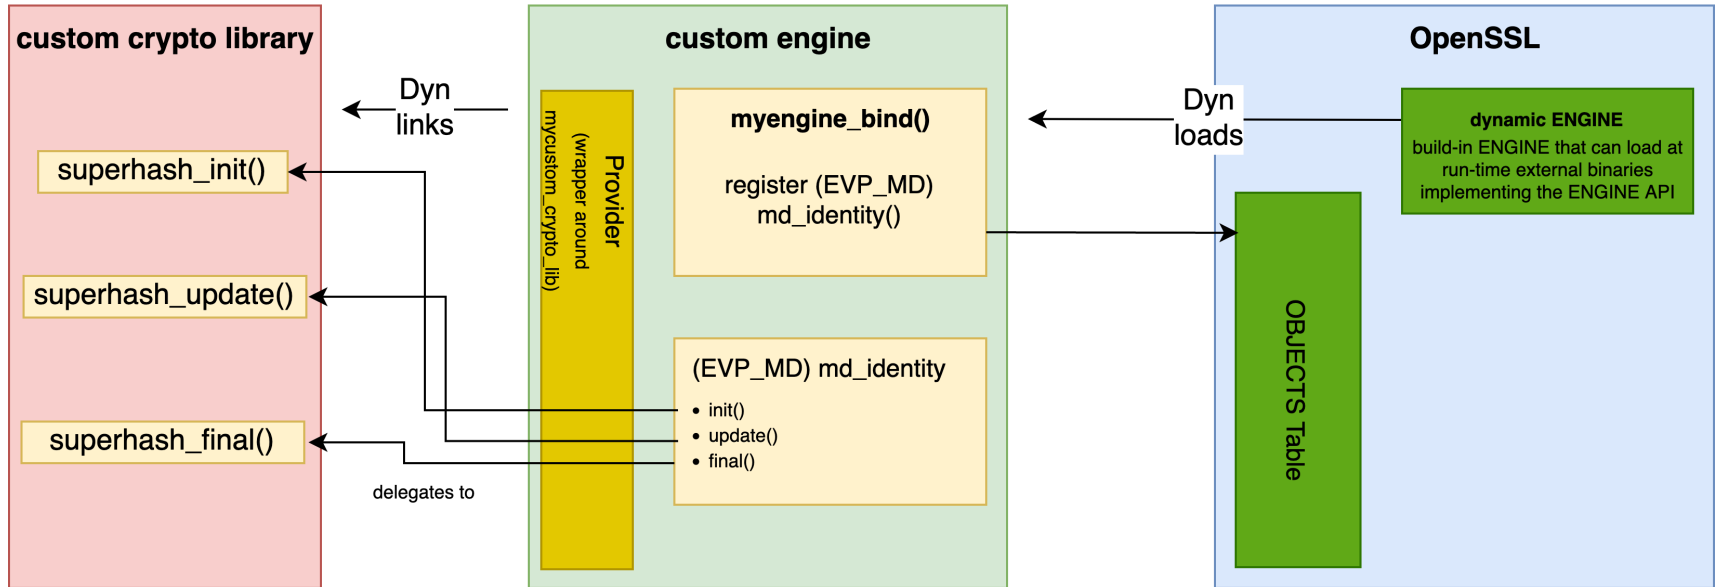 custom crypto library
custom engine
OpenSSL
Dyn
links
superhash_init()
superhash_update()
superhash_final()
delegates to
Provider
(wrapper around
mycustom_crypto_lib)
myengine_bind()
register (EVP_MD)
md_identity()
(EVP_MD) md_identity
• init()
• update()
• final()
Dyn
loads
dynamic ENGINE
build-in ENGINE that can load at
run-time external binaries
implementing the ENGINE API
OBJECTS Table